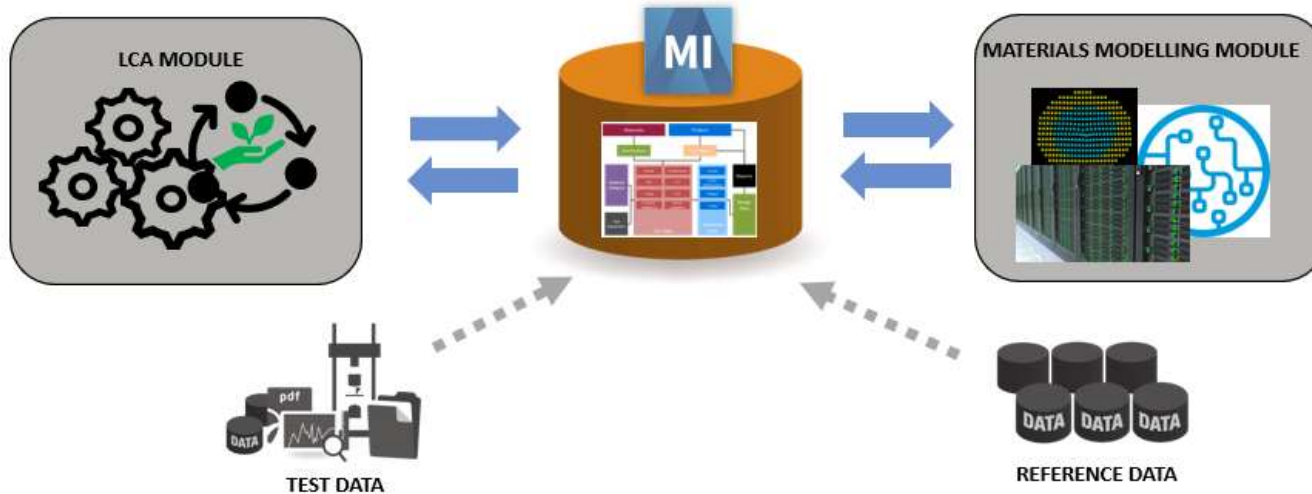 LCA MODULE
MI
MATERIALS MODELLING MODULE
pdf
DATA
TEST DATA
DATA DATA DATA
REFERENCE DATA